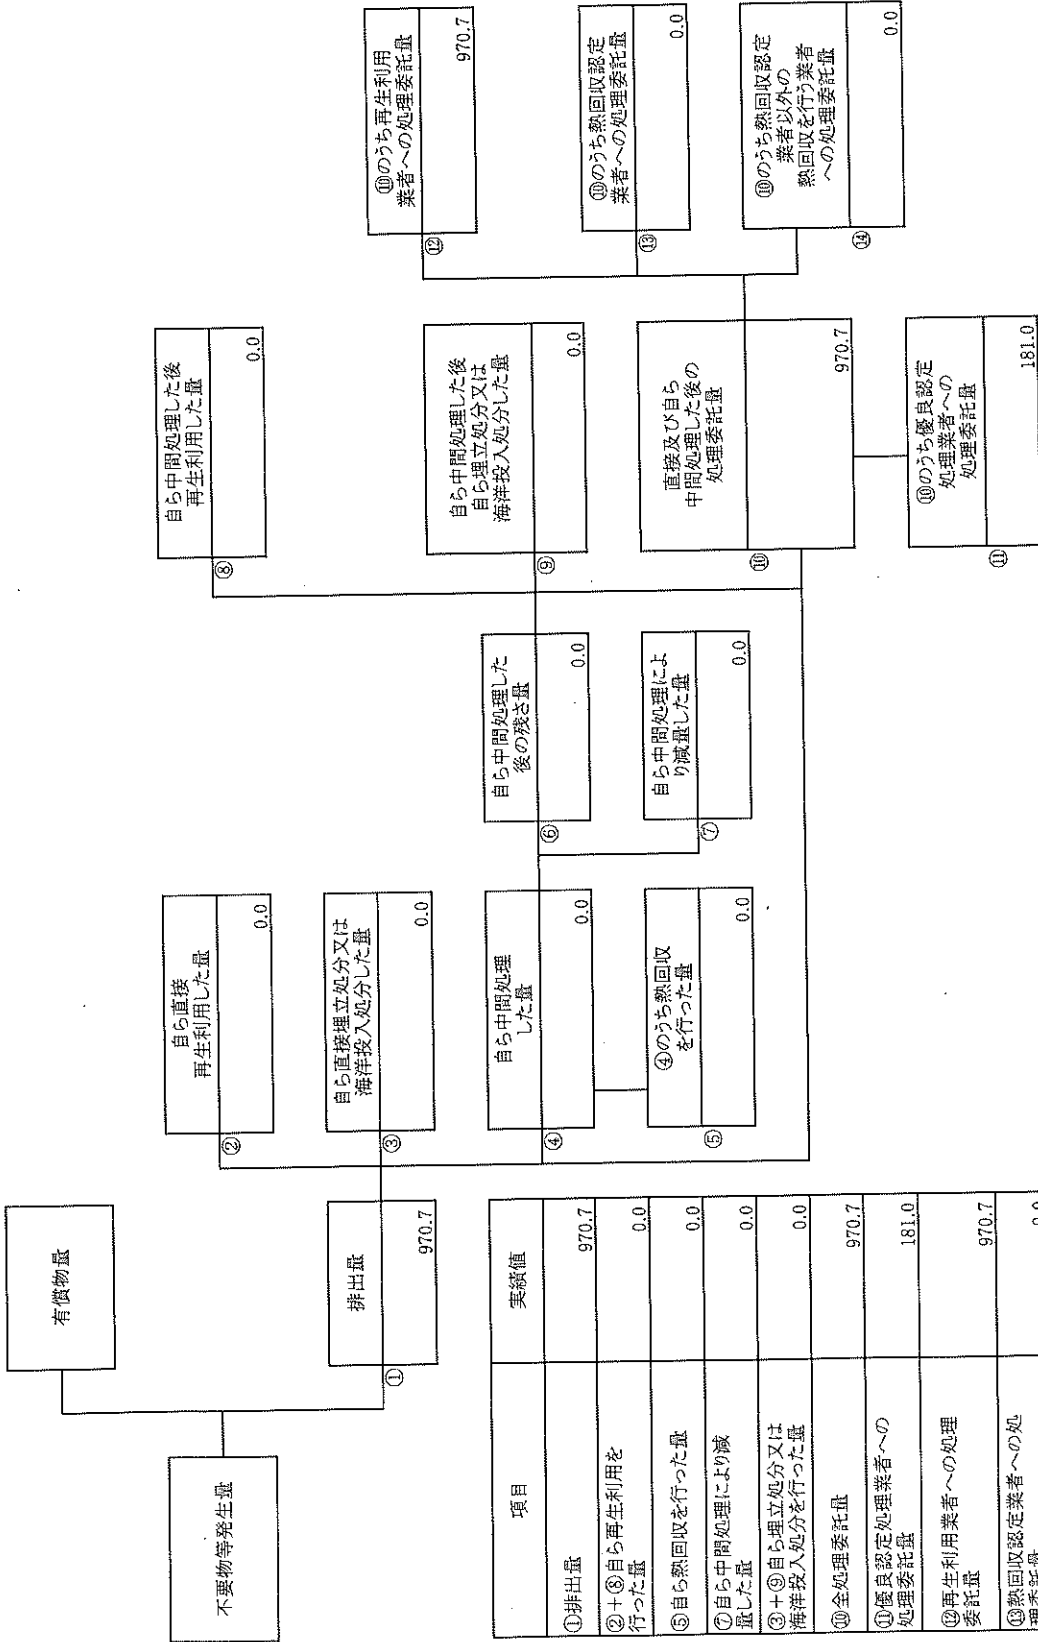 不要物等発生量
有償物量
排出量
①
970.7
自ら直接
再生利用した量
②
0.0
自ら直接埋立処分又は
海洋投入処分した量
③
0.0
自ら中間処理
した量
④
0.0
④のうち熱回収
を行った量
⑤
0.0
自ら中間処理した
後の残さ量
⑥
0.0
自ら中間処理によ
り減量した量
⑦
0.0
自ら中間処理した後
再生利用した量
⑧
0.0
自ら中間処理した後
自ら埋立処分又は
海洋投入処分した量
⑨
0.0
直接及び自ら
中間処理した後の
処理委託量
⑩
970.7
⑩のうち優良認定
処理業者への
処理委託量
⑪
181.0
⑩のうち再生利用
業者への処理委託量
⑫
970.7
⑩のうち熱回収認定
業者への処理委託量
⑬
0.0
⑩のうち熱回収認定
業者以外の
熱回収を行う業者
への処理委託量
⑭
0.0
項目 実績値
①排出量 970.7
②+⑧自ら再生利用を
行った量 0.0
⑤自ら熱回収を行った量 0.0
⑦自ら中間処理により減
量した量 0.0
③+⑨自ら埋立処分又は
海洋投入処分を行った量 0.0
⑩全処理委託量 970.7
⑪優良認定処理業者への
処理委託量 181.0
⑫再生利用業者への処理
委託量 970.7
⑬熱回収認定業者への処
理委託量 0.0